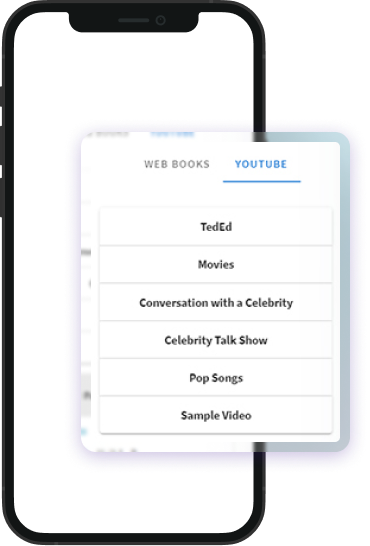 WEB BOOKS YOUTUBE
TedEd
Movies
Conversation with a Celebrity
Celebrity Talk Show
Pop Songs
Sample Video